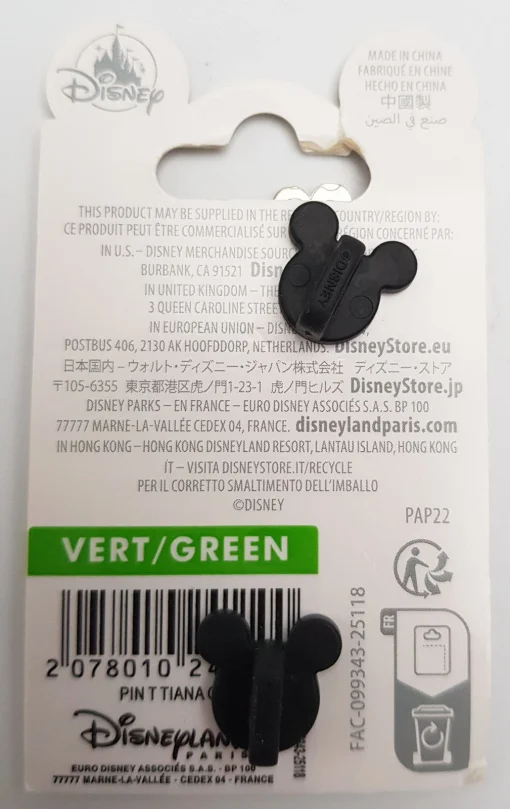 Disney
MADE IN CHINA
FABRIQUÉ EN CHINE
HECHO EN CHINA
中國製
صنع في الصين
THIS PRODUCT MAY BE SUPPLIED IN THE COUNTRY/REGION BY:
CE PRODUIT PEUT ÊTRE COMMERCIALISÉ RÉGION CONCERNÉ PAR:
IN U.S. – DISNEY MERCHANDISE
BURBANK, CA 91521
IN UNITED KINGDOM –
3 QUEEN CAROLINE
IN EUROPEAN UNION –
POSTBUS 406, 2130 AK HOOFDDORP, NETHERLANDS. DisneyStore.eu
日本国内 – ウォルト・ディズニー・ジャパン株式会社 ディズニー・ストア
〒105-6355 東京都港区虎ノ門1-23-1 虎ノ門ヒルズ DisneyStore.jp
DISNEY PARKS – EN FRANCE – EURO DISNEY ASSOCIÉS S.A.S. BP 100
77777 MARNE-LA-VALLÉE CEDEX 04, FRANCE. disneylandparis.com
IN HONG KONG – HONG KONG DISNEYLAND RESORT, LANTAU ISLAND, HONG KONG
IT – VISITA DISNEYSTORE.IT/RECYCLE
PER IL CORRETTO SMALTIMENTO DELL'IMBALLO
©DISNEY
©DISNEY
PAP22
VERT/GREEN
2 078010
PIN T TIANA
FAC-099343-25118
FR
Disneyland
PARIS
EURO DISNEY ASSOCIÉS S.A.S. - BP 100
77777 MARNE-LA-VALLÉE - CEDEX 04 - FRANCE